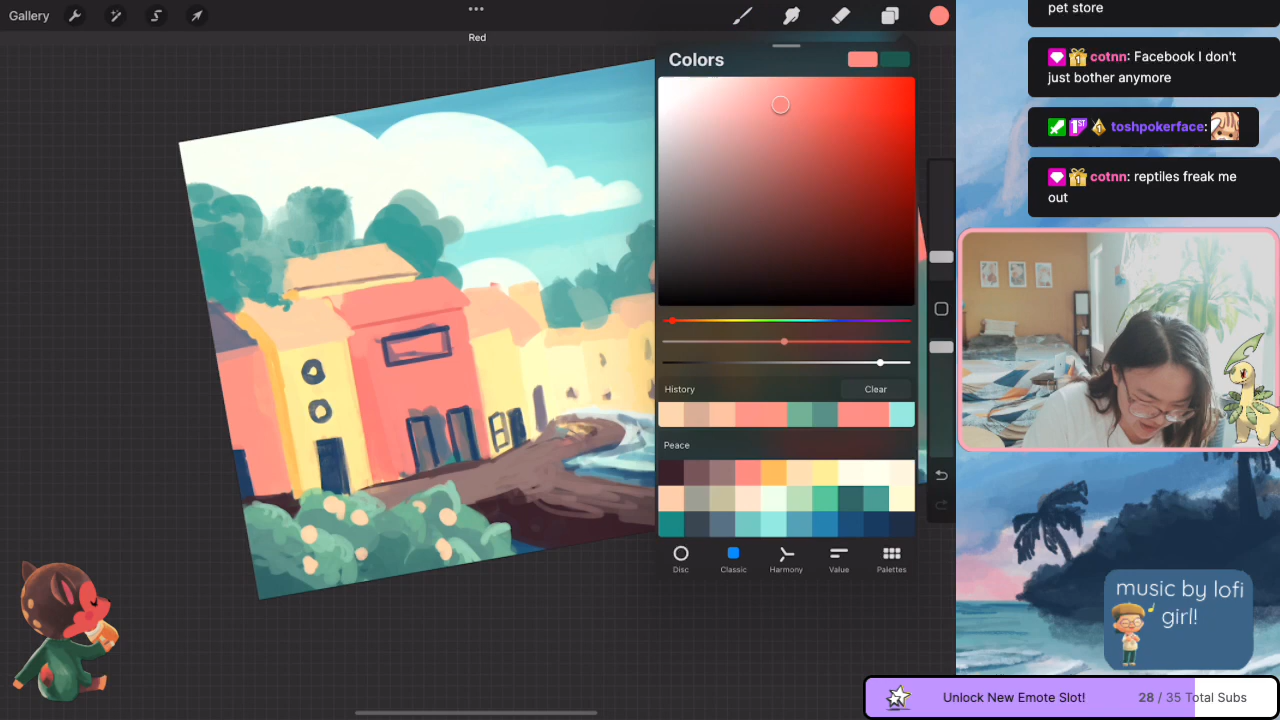 Gallery
Red
Colors
History
Clear
Peace
Disc
Classic
Harmony
Value
Palettes
pet store
cotnn: Facebook I don't
just bother anymore
1ST
toshpokerface:
cotnn: reptiles freak me
out
music by lofi
girl!
Unlock New Emote Slot!
28 / 35 Total Subs